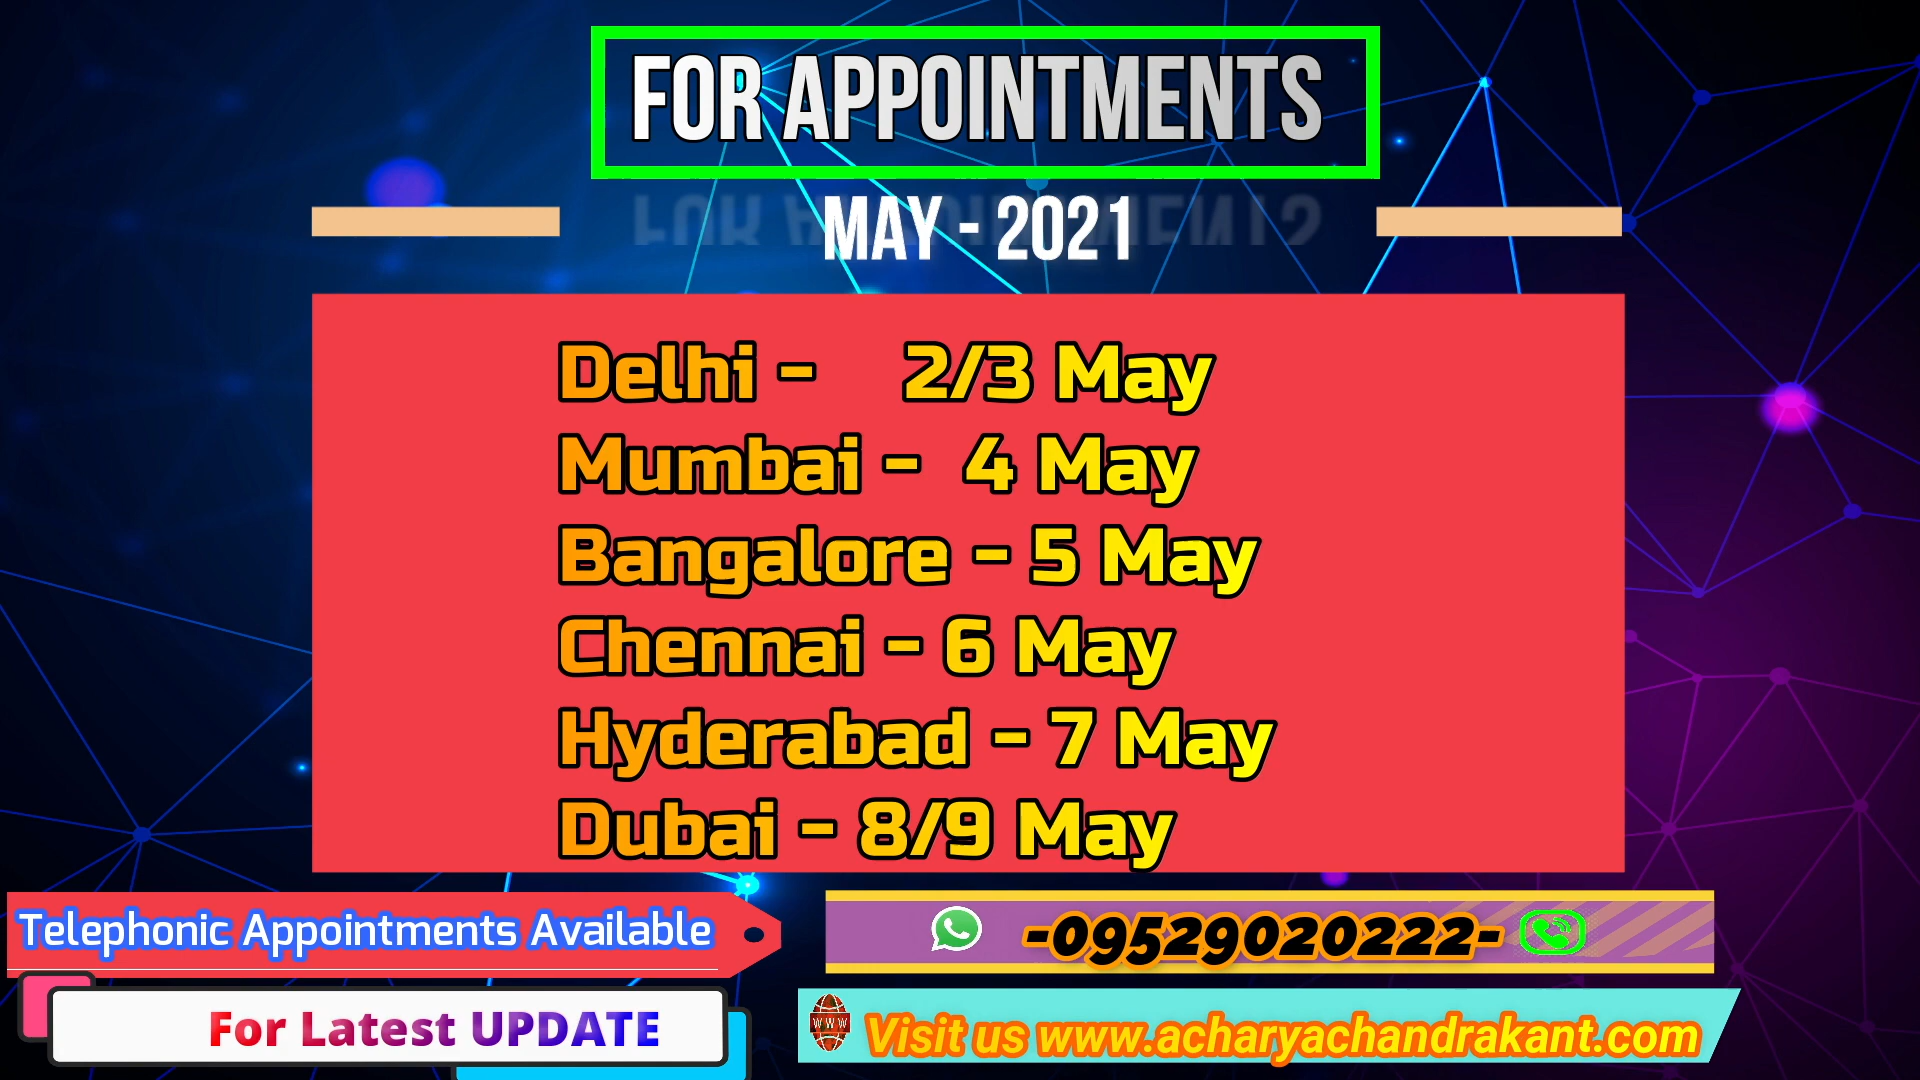 FOR APPOINTMENTS
MAY - 2021
Delhi - 2/3 May
Mumbai - 4 May
Bangalore - 5 May
Chennai - 6 May
Hyderabad - 7 May
Dubai - 8/9 May
Telephonic Appointments Available
-09529020222-
For Latest UPDATE
WWW
Visit us www.acharyachandrakant.com